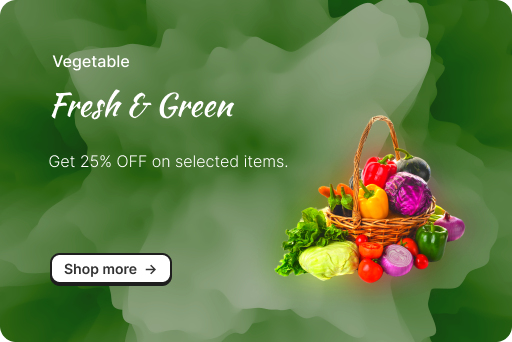 Vegetable
Fresh & Green
Get 25% OFF on selected items.
Shop more →